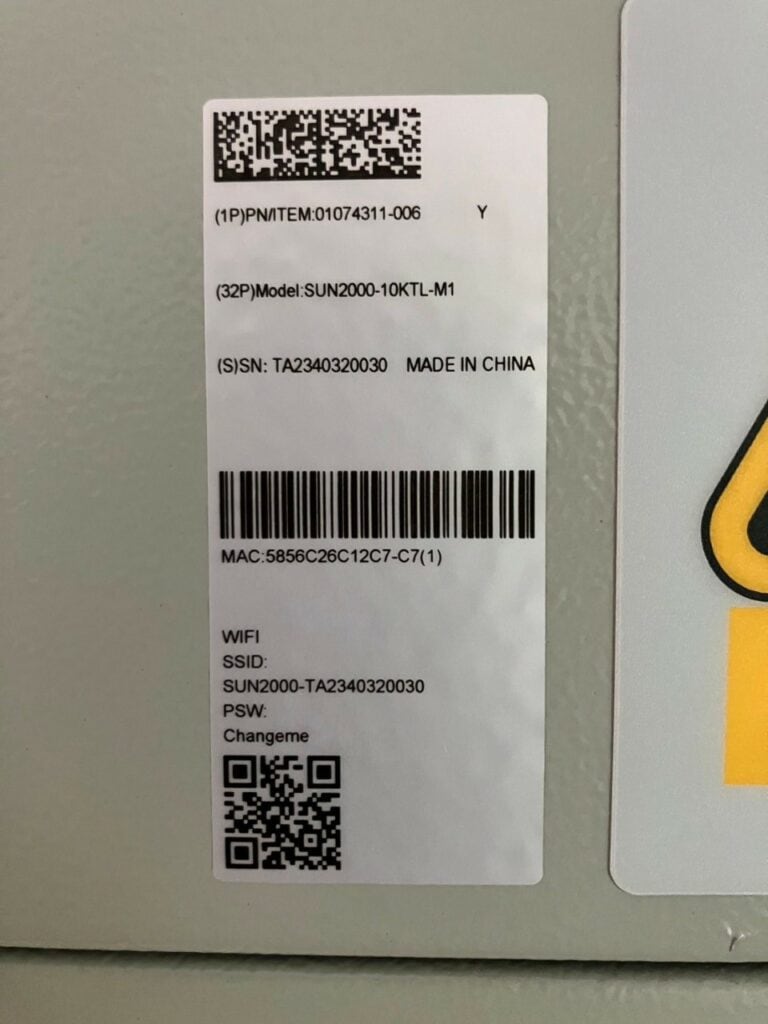 (1P)PN/ITEM:01074311-006 Y
(32P)Model:SUN2000-10KTL-M1
(S)SN: TA2340320030 MADE IN CHINA
MAC:5856C26C12C7-C7(1)
WIFI
SSID:
SUN2000-TA2340320030
PSW:
Changeme